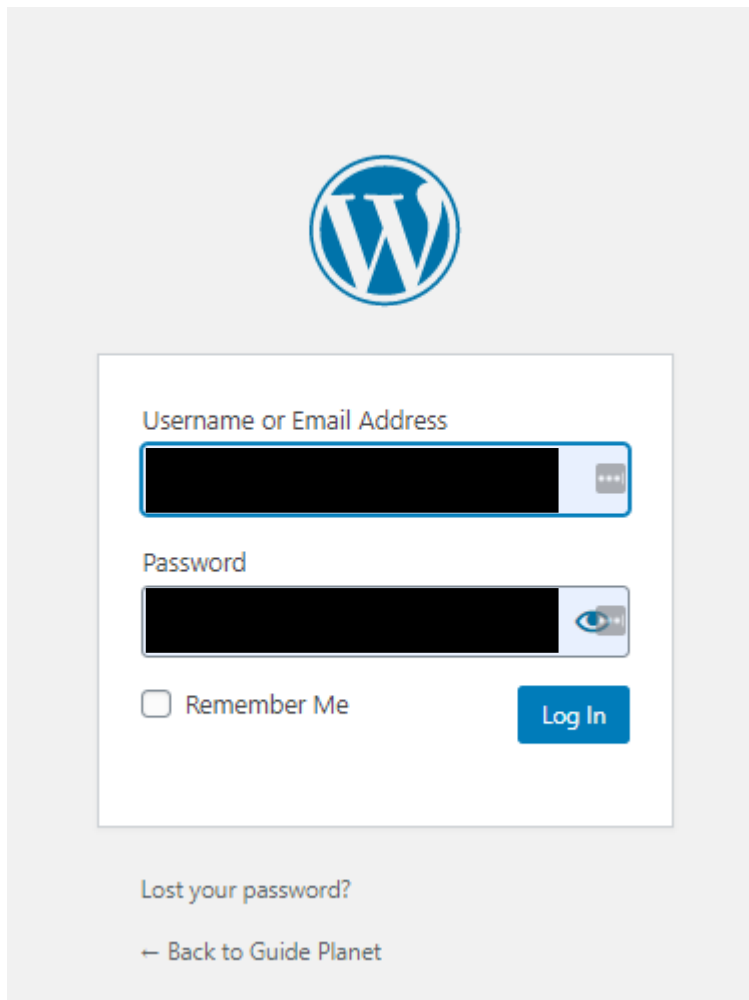 Username or Email Address
Password
Remember Me
Log In
Lost your password?
← Back to Guide Planet